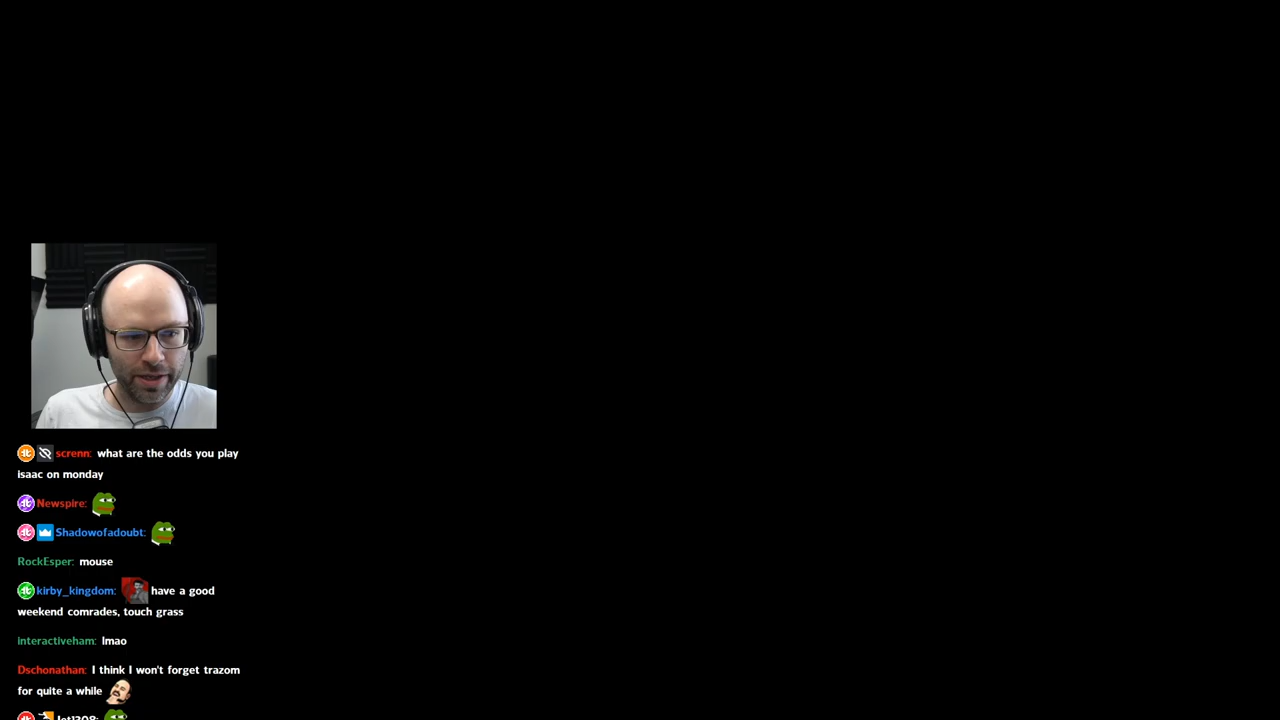 screnn: what are the odds you play
isaac on monday
Newspire:
Shadowofadoubt:
RockEsper: mouse
kirby_kingdom: have a good
weekend comrades, touch grass
interactiveham: lmao
Dschonathan: I think I won't forget trazom
for quite a while
Jet1308: